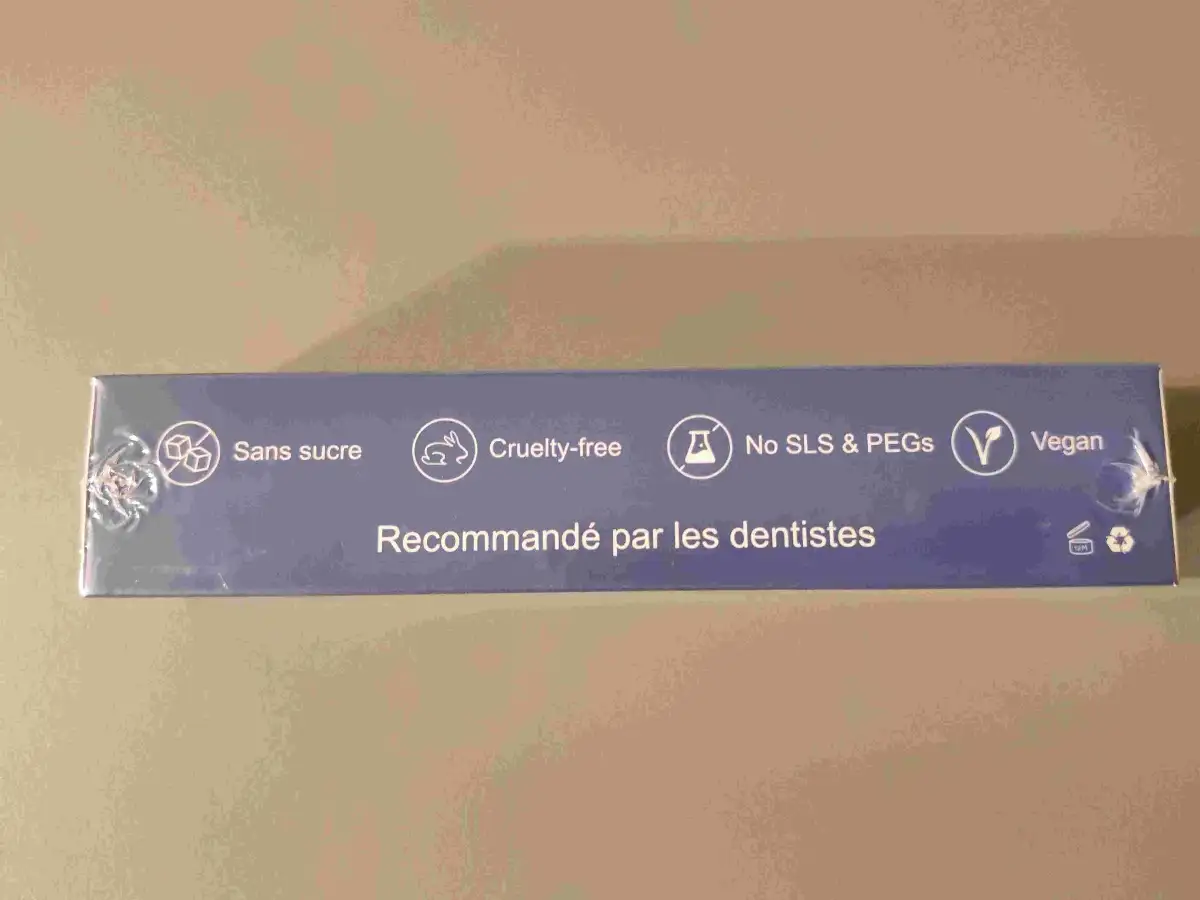 Sans sucre Cruelty-free No SLS & PEGs Vegan
Recommandé par les dentistes